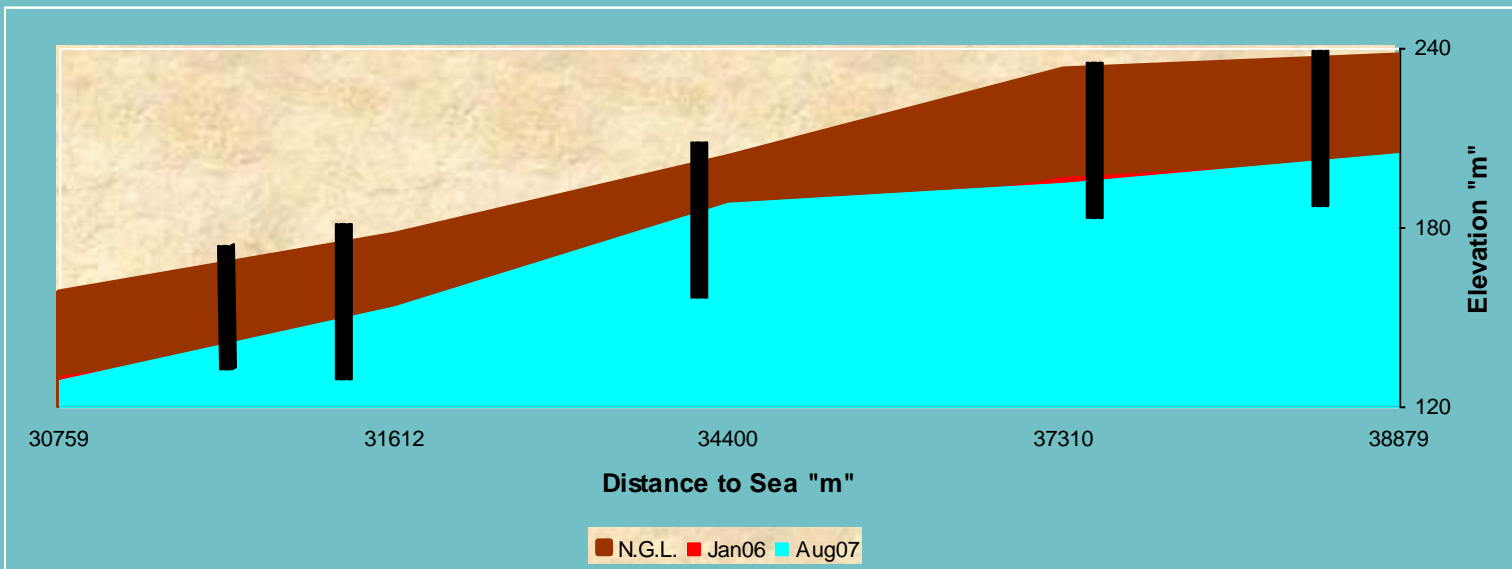 240
180
120
Elevation "m"
30759 31612 34400 37310 38879
Distance to Sea "m"
N.G.L. Jan06 Aug07